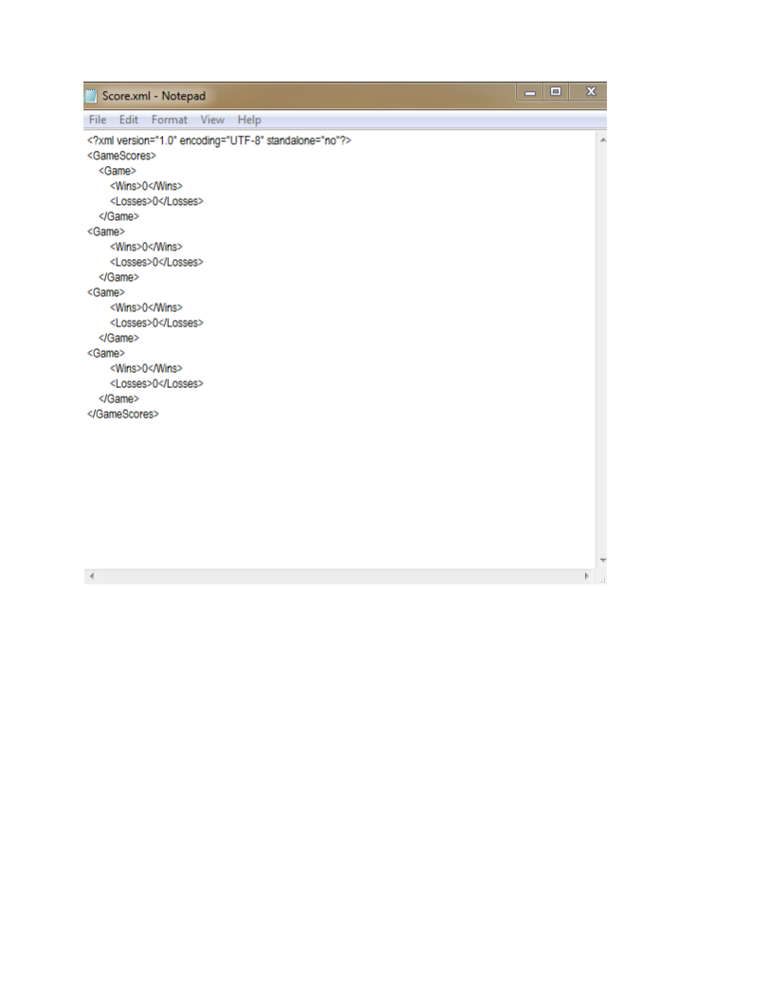 Score.xml - Notepad
File Edit Format View Help
<?xml version="1.0" encoding="UTF-8" standalone="no"?>
<GameScores>
<Game>
<Wins>0</Wins>
<Losses>0</Losses>
</Game>
<Game>
<Wins>0</Wins>
<Losses>0</Losses>
</Game>
<Game>
<Wins>0</Wins>
<Losses>0</Losses>
</Game>
<Game>
<Wins>0</Wins>
<Losses>0</Losses>
</Game>
</GameScores>